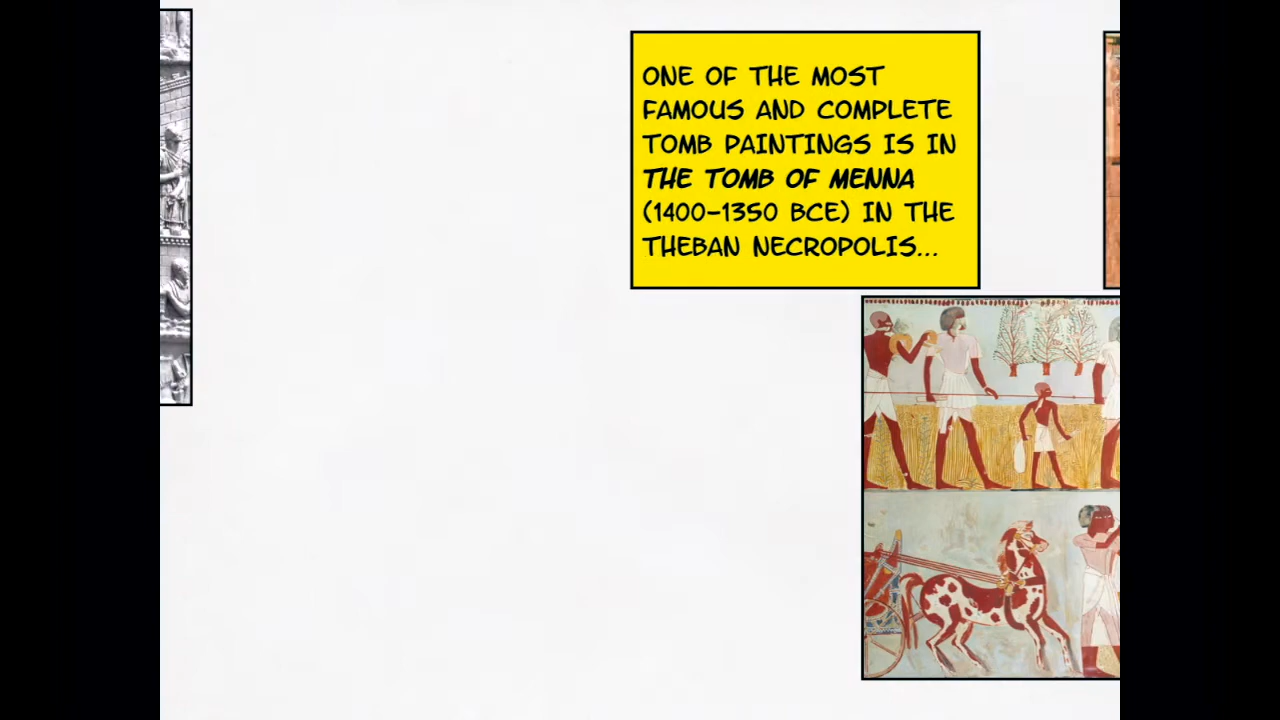 ONE OF THE MOST
FAMOUS AND COMPLETE
TOMB PAINTINGS IS IN
THE TOMB OF MENNA
(1400-1350 BCE) IN THE
THEBAN NECROPOLIS...